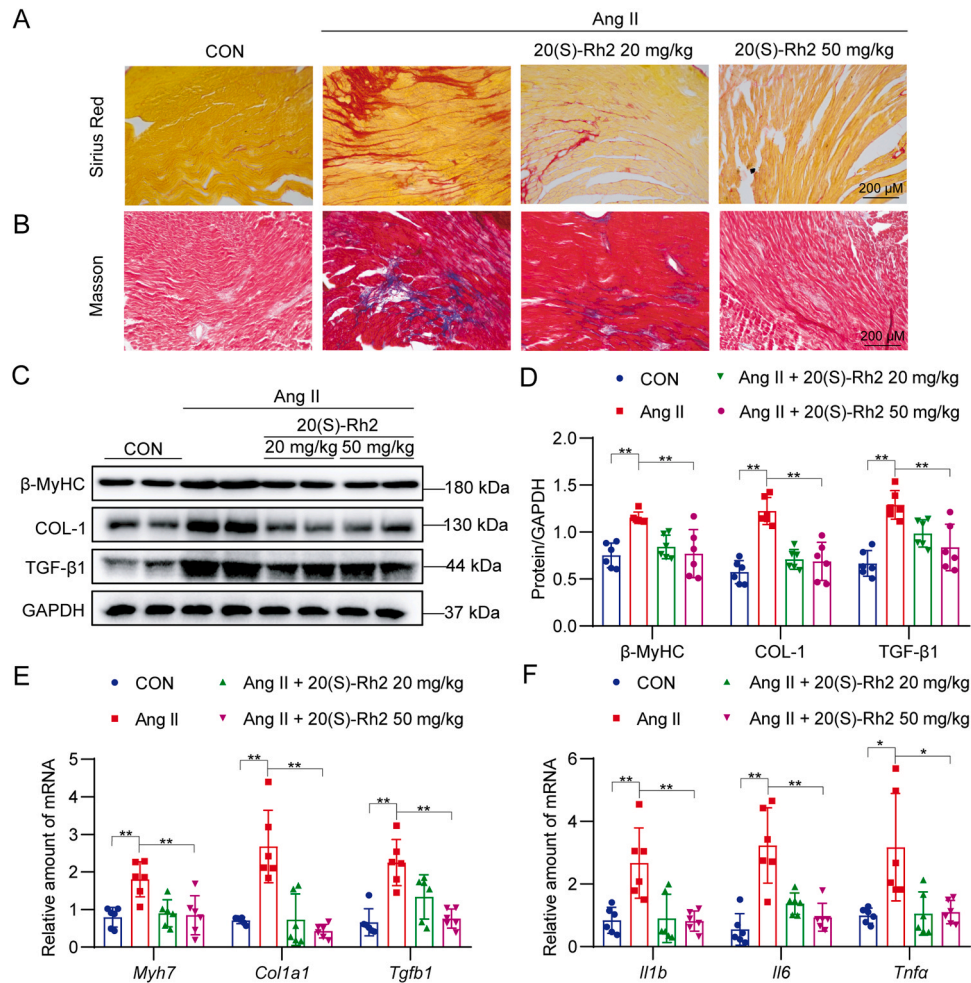 A
Ang II
CON
20(S)-Rh2 20 mg/kg
20(S)-Rh2 50 mg/kg
Sirius Red
200 μM
B
Masson
200 μM
C
Ang II
20(S)-Rh2
CON
20 mg/kg
50 mg/kg
β-MyHC
180 kDa
COL-1
130 kDa
TGF-β1
44 kDa
GAPDH
37 kDa
D
CON
Ang II + 20(S)-Rh2 20 mg/kg
Ang II
Ang II + 20(S)-Rh2 50 mg/kg
Protein/GAPDH
2.0
1.5
1.0
0.5
0.0
** ** ** ** ** **
β-MyHC COL-1 TGF-β1
E
CON
Ang II + 20(S)-Rh2 20 mg/kg
Ang II
Ang II + 20(S)-Rh2 50 mg/kg
Relative amount of mRNA
5
4
3
2
1
0
** ** ** ** ** **
Myh7 Col1a1 Tgfb1
F
CON
Ang II + 20(S)-Rh2 20 mg/kg
Ang II
Ang II + 20(S)-Rh2 50 mg/kg
Relative amount of mRNA
6
4
2
0
** ** ** ** * *
Il1b Il6 Tnfα